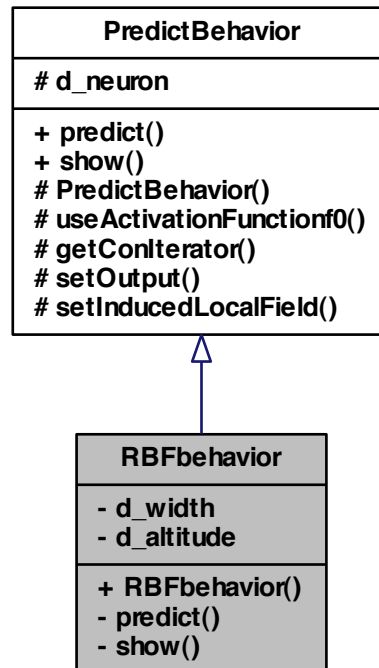 PredictBehavior
# d_neuron
+ predict()
+ show()
# PredictBehavior()
# useActivationFunctionf0()
# getConIterator()
# setOutput()
# setInducedLocalField()
RBFbehavior
- d_width
- d_altitude
+ RBFbehavior()
- predict()
- show()